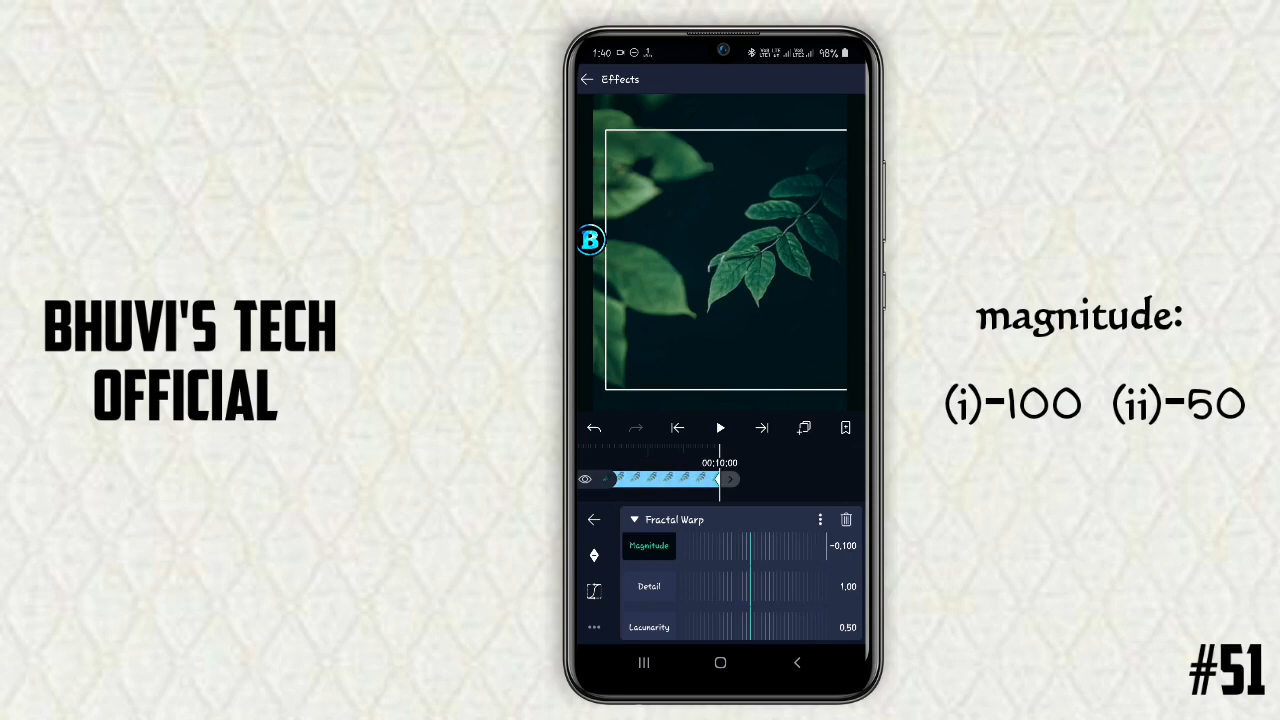 BHUVI'S TECH
OFFICIAL
1:40
98%
Effects
B
00:10:00
Fractal Warp
Magnitude
-0.100
Detail
1.00
Lacunarity
0.50
magnitude:
(i)-100 (ii)-50
#51